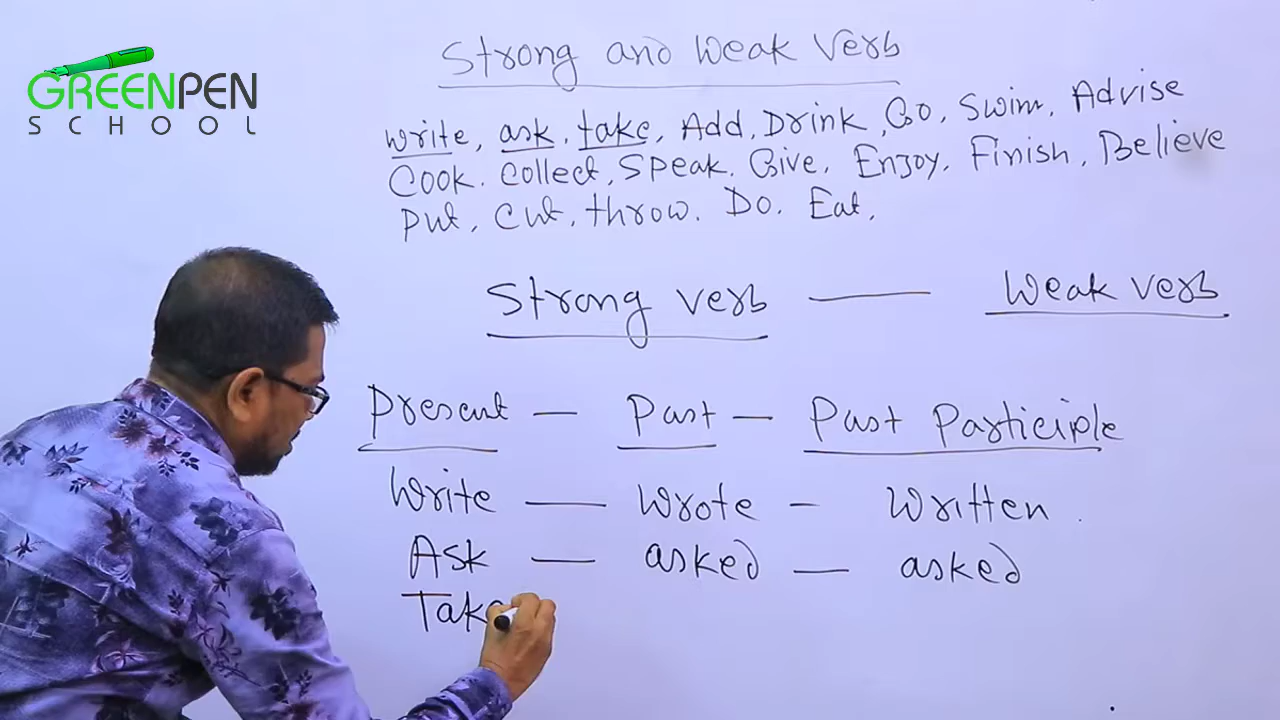 GREENPEN
SCHOOL
Strong and Weak Verb
write, ask, take, Add, Drink, Go, Swim, Advise
Cook, Collect, Speak, Give, Enjoy, Finish, Believe
Put, Cut, throw, Do, Eat,
Strong verb — Weak verb
Present — Past — Past Participle
Write — Wrote — Written
Ask — asked — asked
Take